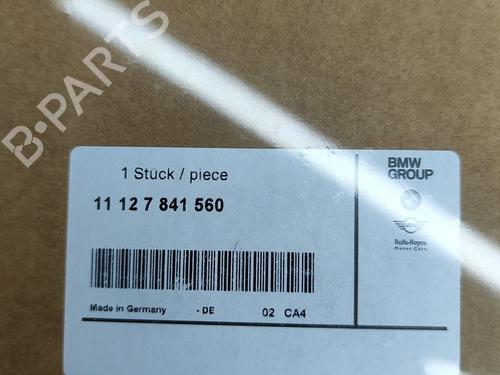 B-PARTS
1 Stück / piece
11 12 7 841 560
Made in Germany - DE 02 CA4
BMW
GROUP
Rolls-Royce
Motor Cars